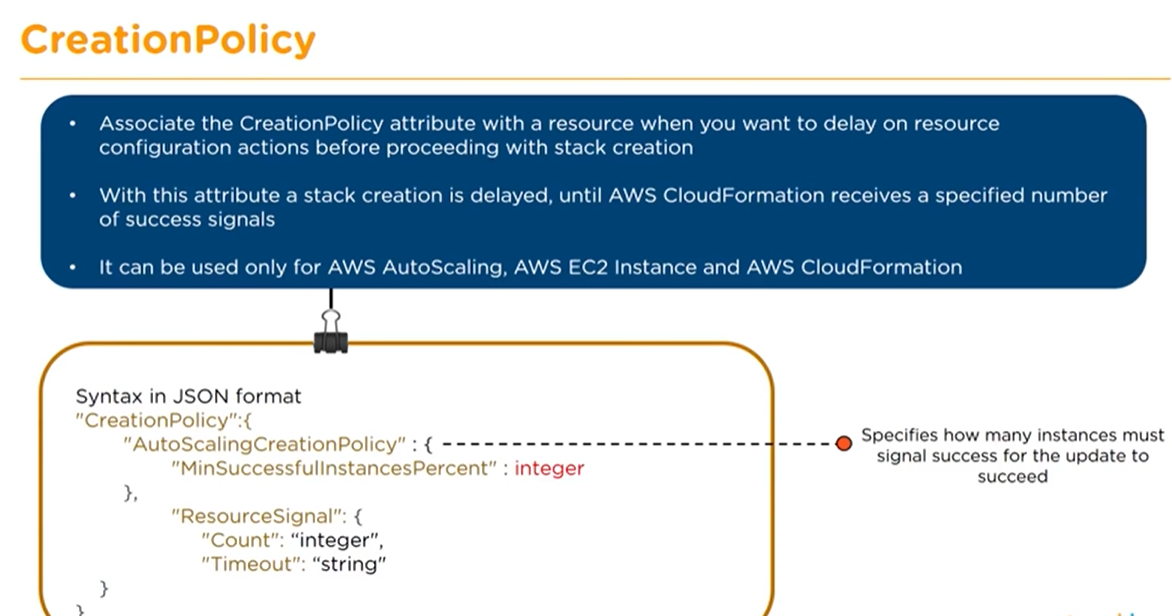 CreationPolicy
• Associate the CreationPolicy attribute with a resource when you want to delay on resource
configuration actions before proceeding with stack creation
• With this attribute a stack creation is delayed, until AWS CloudFormation receives a specified number
of success signals
• It can be used only for AWS AutoScaling, AWS EC2 Instance and AWS CloudFormation
Syntax in JSON format
"CreationPolicy":{
"AutoScalingCreationPolicy" : {
"MinSuccessfulInstancesPercent" : integer
},
"ResourceSignal": {
"Count": “integer”,
"Timeout": “string”
}
}
Specifies how many instances must
signal success for the update to
succeed